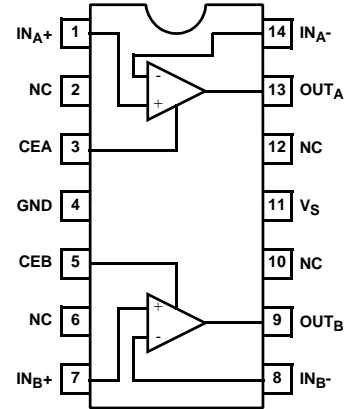 IN_A+ 1 14 IN_A-
NC 2 13 OUT_A
CEA 3 12 NC
GND 4 11 V_S
CEB 5 10 NC
NC 6 9 OUT_B
IN_B+ 7 8 IN_B-
-
+
+
-